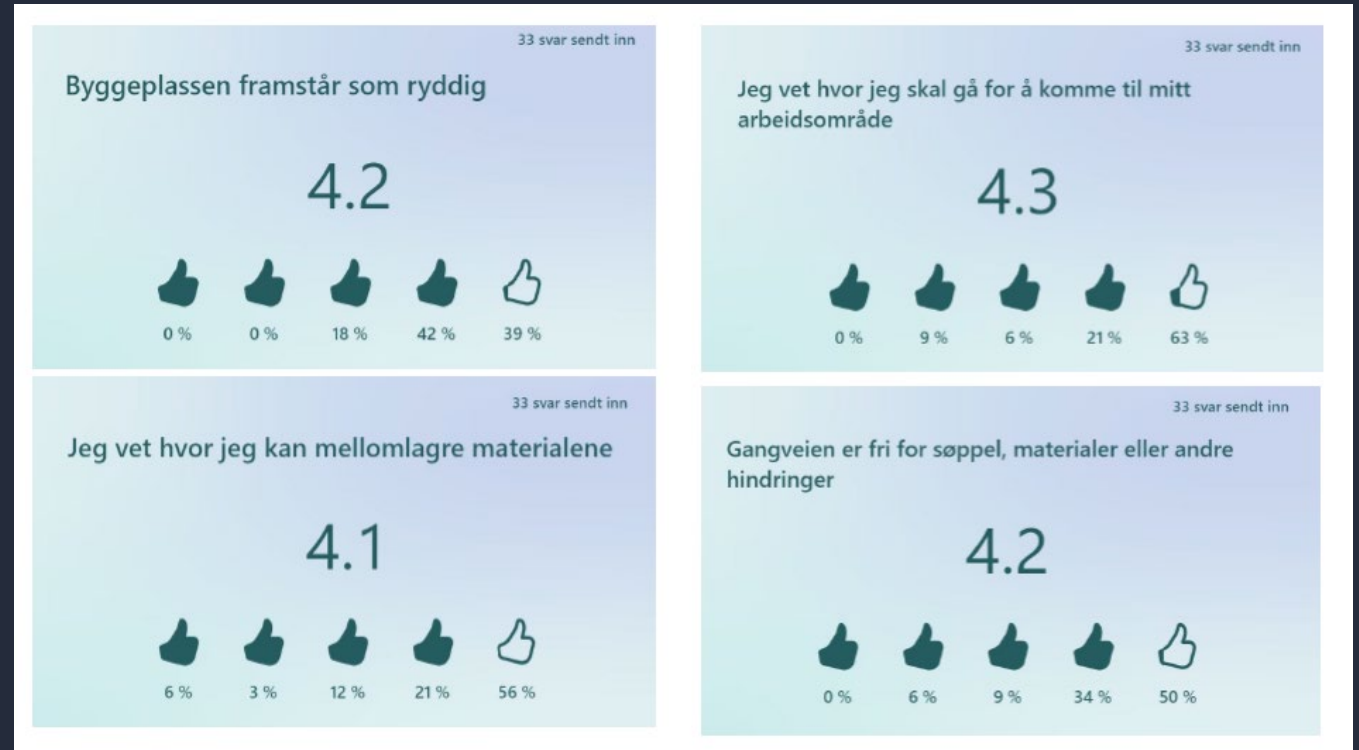 33 svar sendt inn
Byggeplassen framstår som ryddig
4.2
0 % 0 % 18 % 42 % 39 %
33 svar sendt inn
Jeg vet hvor jeg skal gå for å komme til mitt
arbeidsområde
4.3
0 % 9 % 6 % 21 % 63 %
33 svar sendt inn
Jeg vet hvor jeg kan mellomlagre materialene
4.1
6 % 3 % 12 % 21 % 56 %
33 svar sendt inn
Gangveien er fri for søppel, materialer eller andre
hindringer
4.2
0 % 6 % 9 % 34 % 50 %